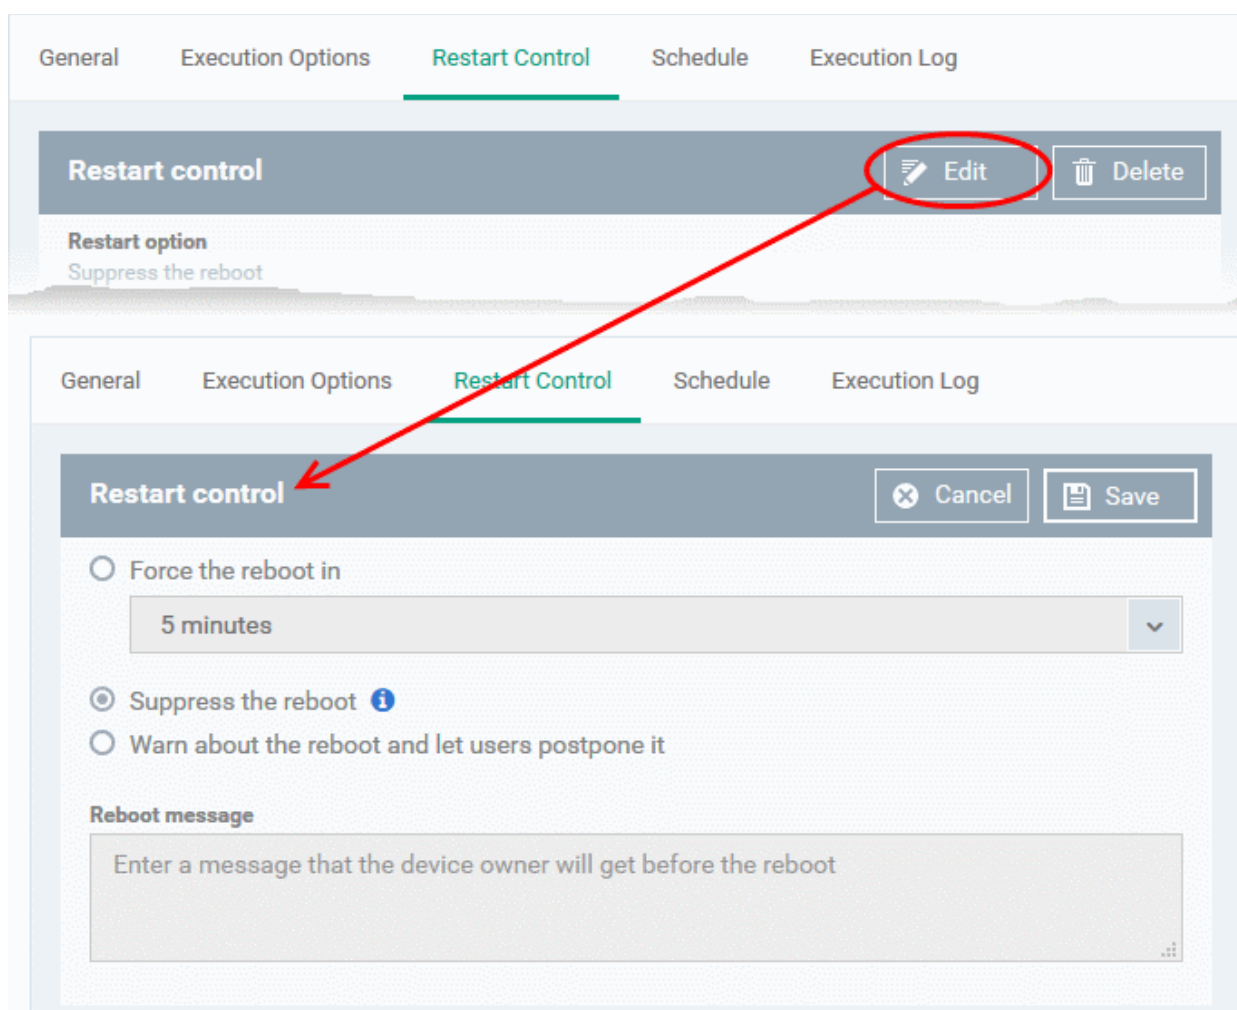 General Execution Options Restart Control Schedule Execution Log
Restart control Edit Delete
Restart option
Suppress the reboot
General Execution Options Restart Control Schedule Execution Log
Restart control Cancel Save
Force the reboot in
5 minutes
Suppress the reboot
Warn about the reboot and let users postpone it
Reboot message
Enter a message that the device owner will get before the reboot